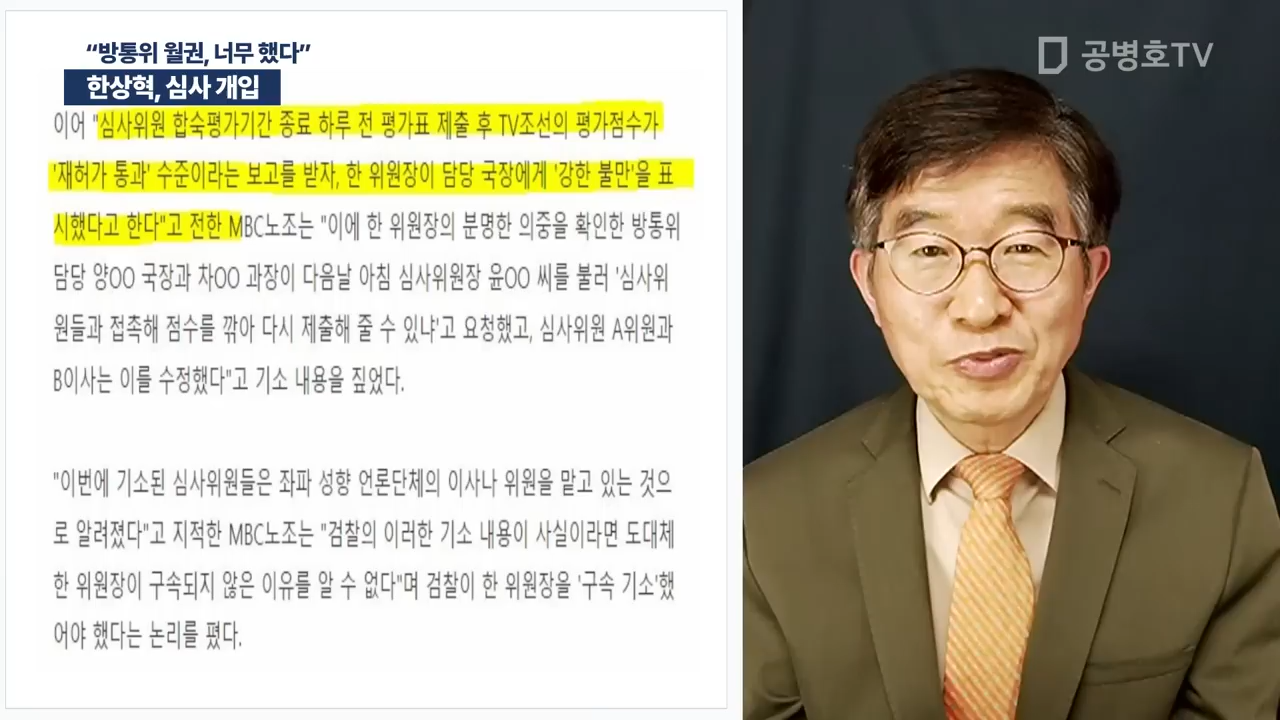 “방통위 월권, 너무 했다”
한상혁, 심사 개입
공병호TV
이어 "심사위원 합숙평가기간 종료 하루 전 평가표 제출 후 TV조선의 평가점수가
'재허가 통과' 수준이라는 보고를 받자, 한 위원장이 담당 국장에게 '강한 불만'을 표
시했다고 한다"고 전한 MBC노조는 "이에 한 위원장의 분명한 의중을 확인한 방통위
담당 양OO 국장과 차OO 과장이 다음날 아침 심사위원장 윤OO 씨를 불러 '심사위
원들과 접촉해 점수를 깎아 다시 제출해 줄 수 있냐'고 요청했고, 심사위원 A위원과
B이사는 이를 수정했다"고 기소 내용을 짚었다.
"이번에 기소된 심사위원들은 좌파 성향 언론단체의 이사나 위원을 맡고 있는 것으
로 알려졌다"고 지적한 MBC노조는 "검찰의 이러한 기소 내용이 사실이라면 도대체
한 위원장이 구속되지 않은 이유를 알 수 없다"며 검찰이 한 위원장을 '구속 기소'했
어야 했다는 논리를 폈다.